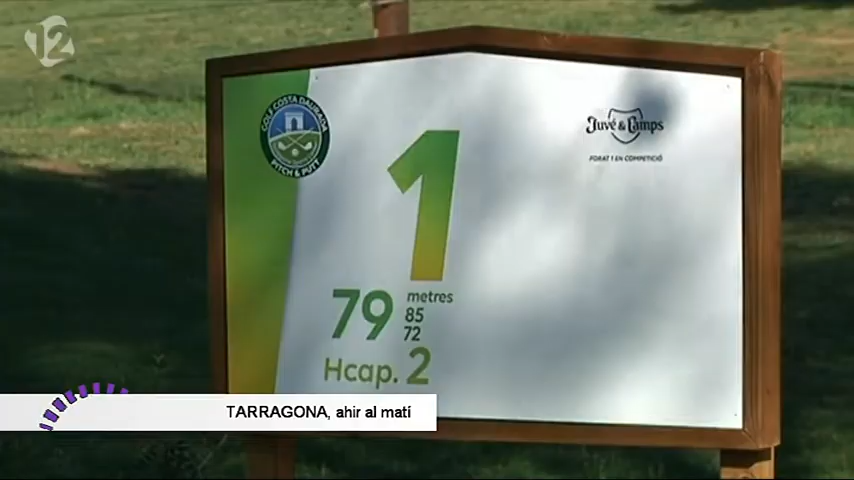 12
GOLF COSTA DAURADA
PITCH & PUTT
Juvé & Camps
FORAT 1 EN COMPETICIÓ
1
79 metres
85
72
Hcap. 2
TARRAGONA, ahir al matí